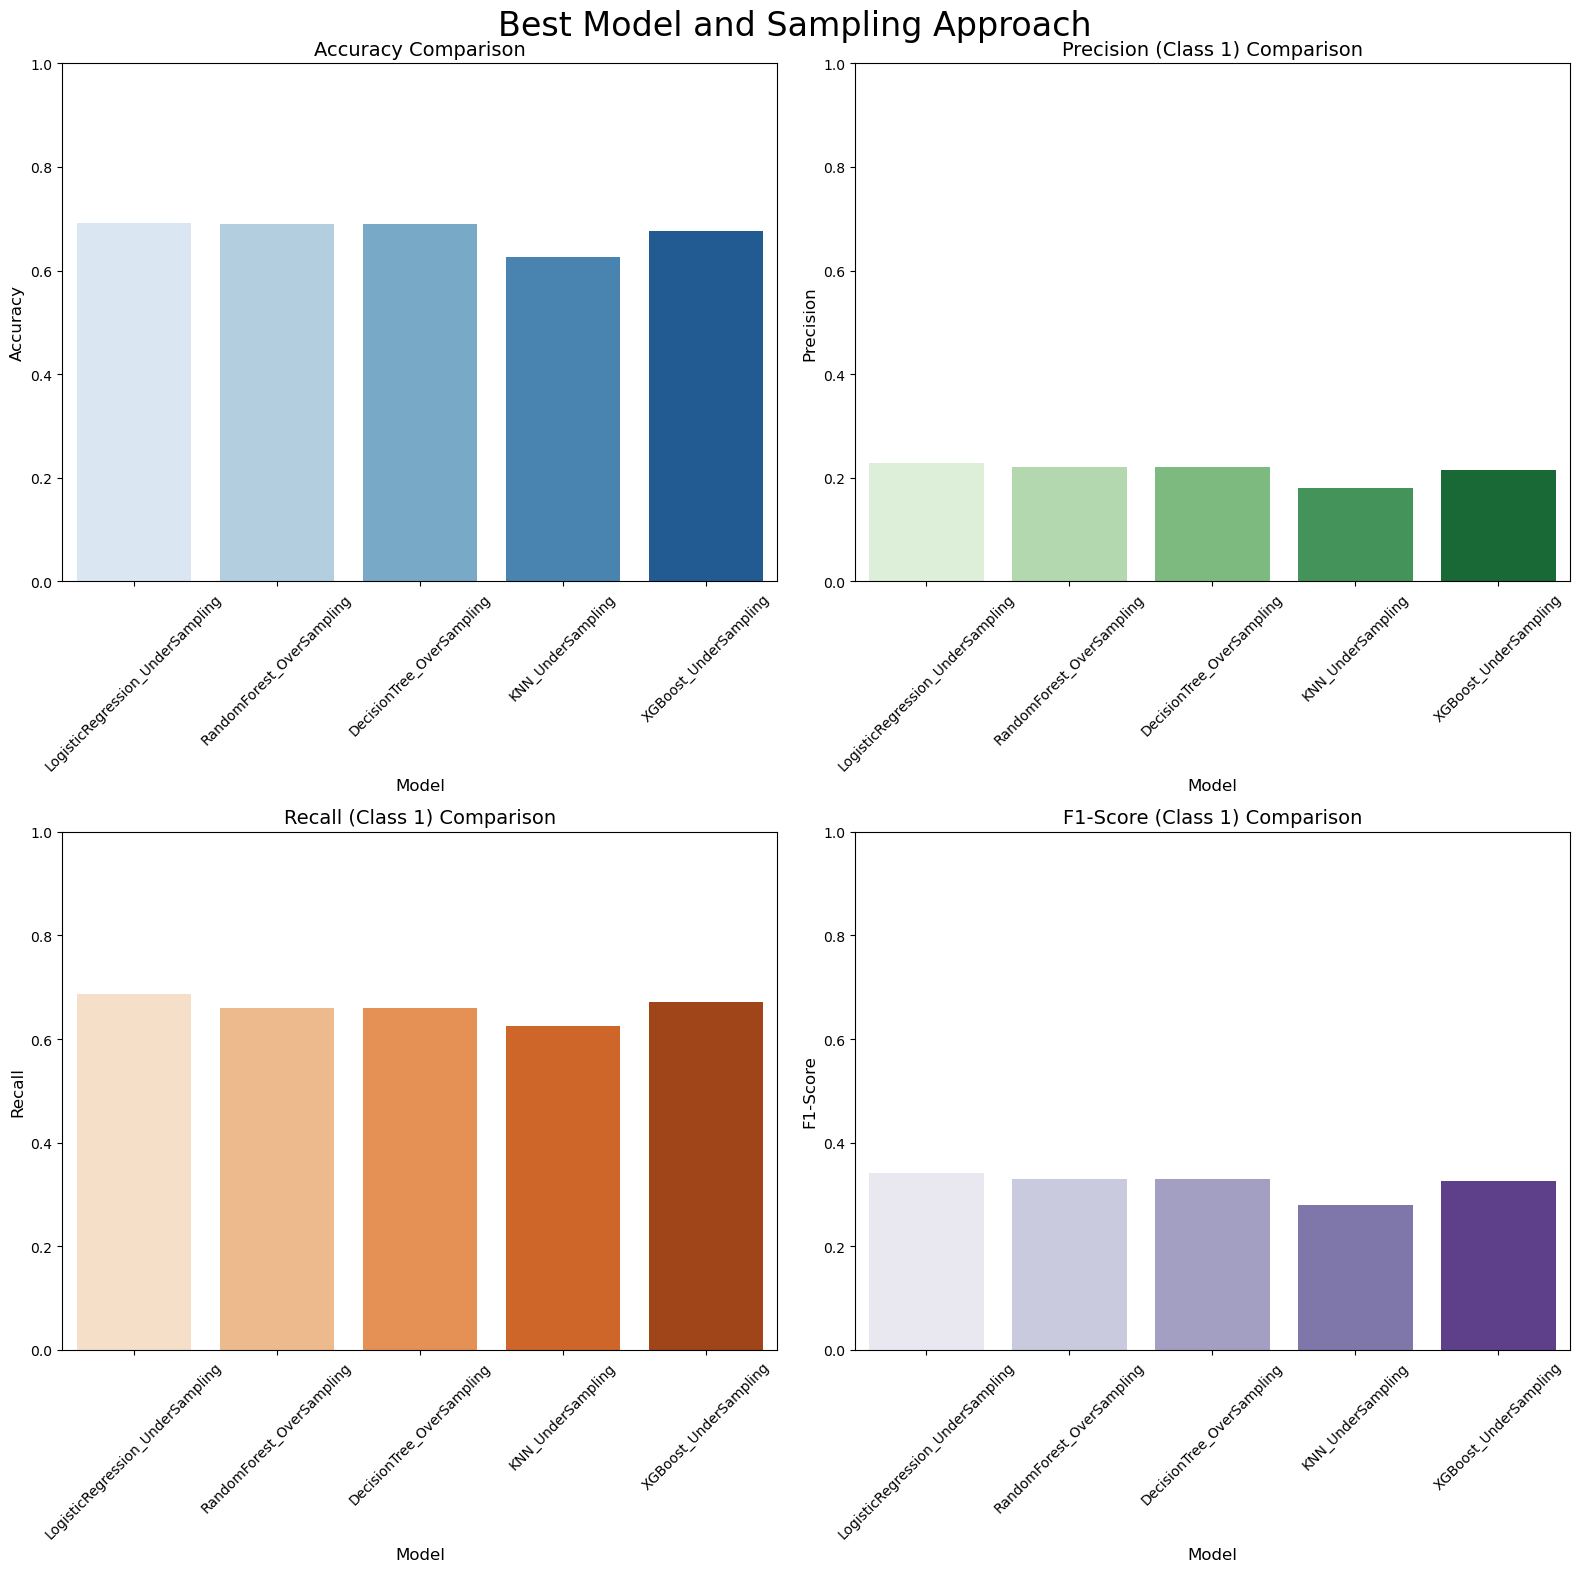 Best Model and Sampling Approach
Accuracy Comparison
1.0
0.8
0.6
0.4
0.2
0.0
Accuracy
LogisticRegression_UnderSampling
RandomForest_OverSampling
DecisionTree_OverSampling
KNN_UnderSampling
XGBoost_UnderSampling
Model
Precision (Class 1) Comparison
1.0
0.8
0.6
0.4
0.2
0.0
Precision
LogisticRegression_UnderSampling
RandomForest_OverSampling
DecisionTree_OverSampling
KNN_UnderSampling
XGBoost_UnderSampling
Model
Recall (Class 1) Comparison
1.0
0.8
0.6
0.4
0.2
0.0
Recall
LogisticRegression_UnderSampling
RandomForest_OverSampling
DecisionTree_OverSampling
KNN_UnderSampling
XGBoost_UnderSampling
Model
F1-Score (Class 1) Comparison
1.0
0.8
0.6
0.4
0.2
0.0
F1-Score
LogisticRegression_UnderSampling
RandomForest_OverSampling
DecisionTree_OverSampling
KNN_UnderSampling
XGBoost_UnderSampling
Model